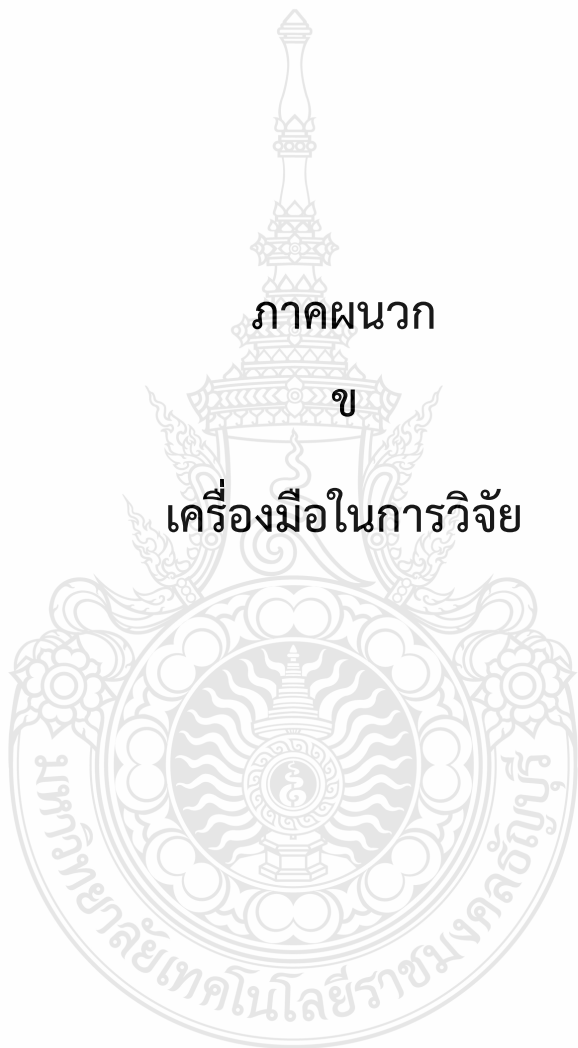 ภาคผนวก
ข
เครื่องมือในการวิจัย
มหาวิทยาลัยเทคโนโลยีราชมงคลธัญบุรี